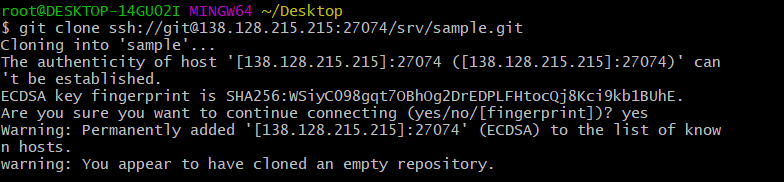 root@DESKTOP-14GUO2I MINGW64 ~/Desktop
$ git clone ssh://git@138.128.215.215:27074/srv/sample.git
Cloning into 'sample'...
The authenticity of host '[138.128.215.215]:27074 ([138.128.215.215]:27074)' can
't be established.
ECDSA key fingerprint is SHA256:WSiyC098gqt7OBhOg2DrEDPLFHtocQj8Kci9kb1BUhE.
Are you sure you want to continue connecting (yes/no/[fingerprint])? yes
Warning: Permanently added '[138.128.215.215]:27074' (ECDSA) to the list of know
n hosts.
warning: You appear to have cloned an empty repository.